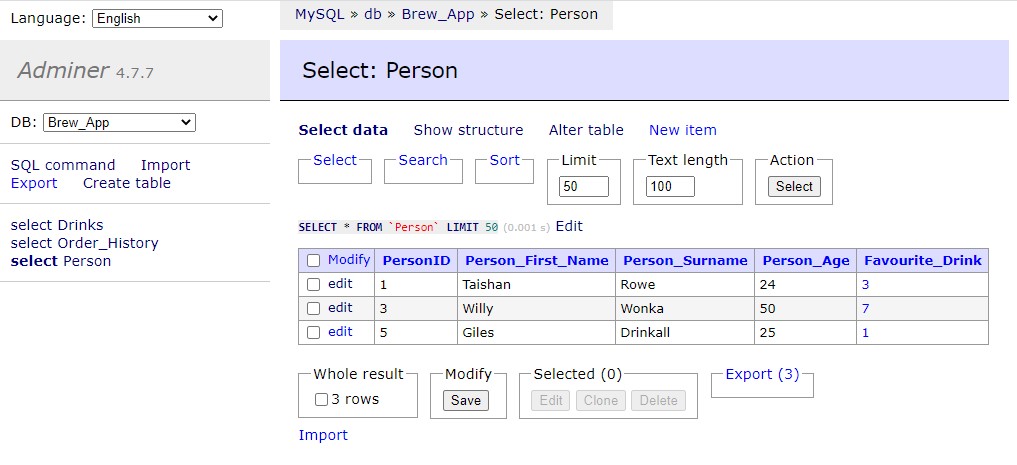 Language: English
MySQL » db » Brew_App » Select: Person
Adminer 4.7.7
Select: Person
DB: Brew_App
SQL command Import
Export Create table
select Drinks
select Order_History
select Person
Select data Show structure Alter table New item
Select Search Sort Limit Text length Action
50 100 Select
SELECT * FROM `Person` LIMIT 50 (0.001 s) Edit
Modify PersonID Person_First_Name Person_Surname Person_Age Favourite_Drink
edit 1 Taishan Rowe 24 3
edit 3 Willy Wonka 50 7
edit 5 Giles Drinkall 25 1
Whole result Modify Selected (0) Export (3)
3 rows Save Edit Clone Delete
Import